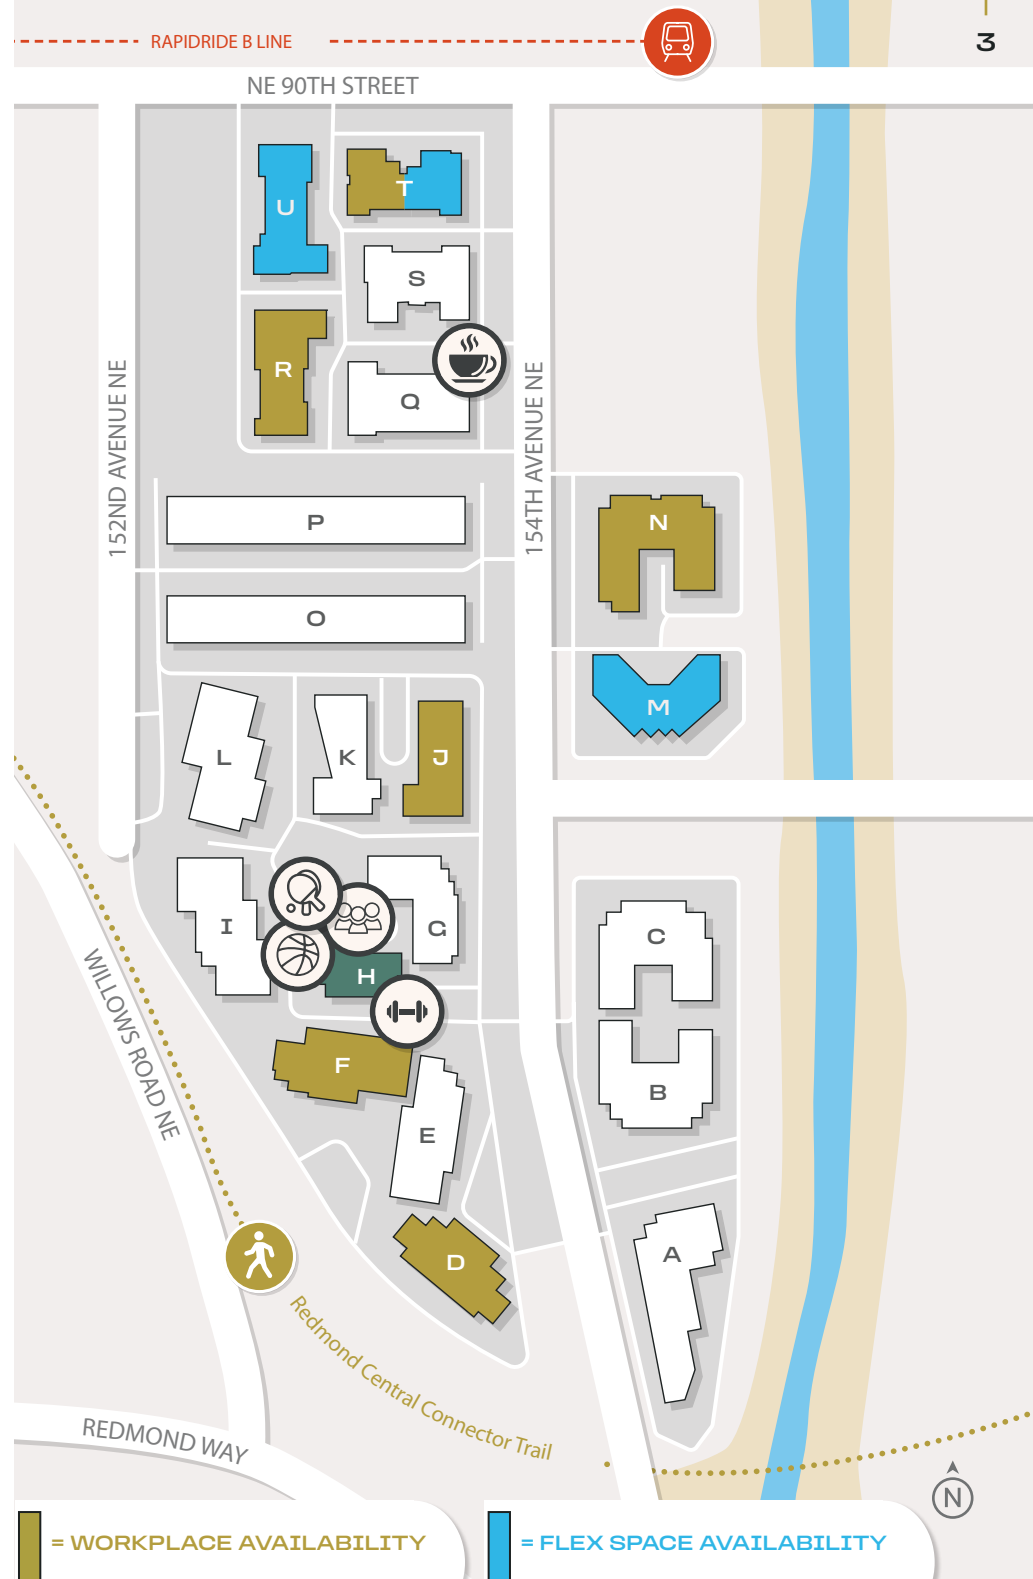 RAPIDRIDE B LINE
3
NE 90TH STREET
U
T
S
R
Q
152ND AVENUE NE
154TH AVENUE NE
P
N
O
M
L
K
J
I
G
C
H
WILLOWS ROAD NE
F
B
E
A
D
Redmond Central Connector Trail
REDMOND WAY
N
= WORKPLACE AVAILABILITY
= FLEX SPACE AVAILABILITY